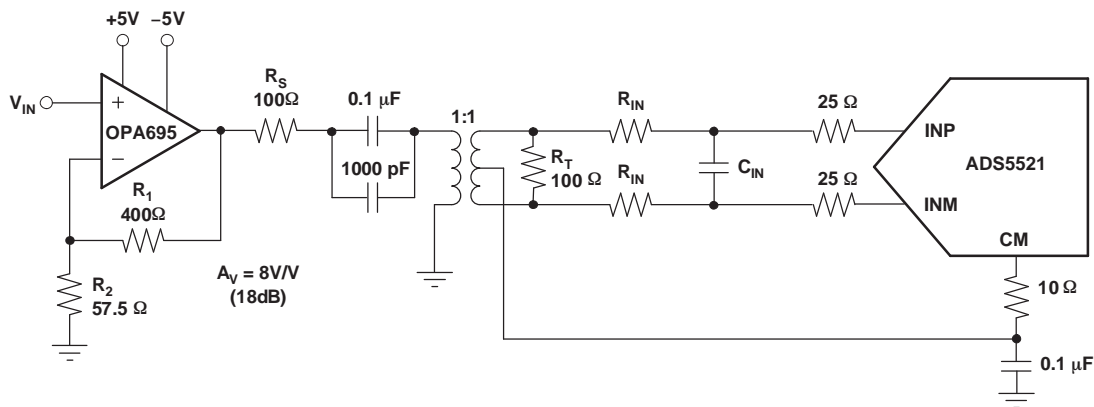 +5V −5V
V_IN
+
OPA695
−
R_S
100Ω
0.1 μF
1000 pF
1:1
R_1
400Ω
R_2
57.5 Ω
A_V = 8V/V
(18dB)
R_T
100 Ω
R_IN
R_IN
C_IN
25 Ω
25 Ω
INP
INM
ADS5521
CM
10 Ω
0.1 μF